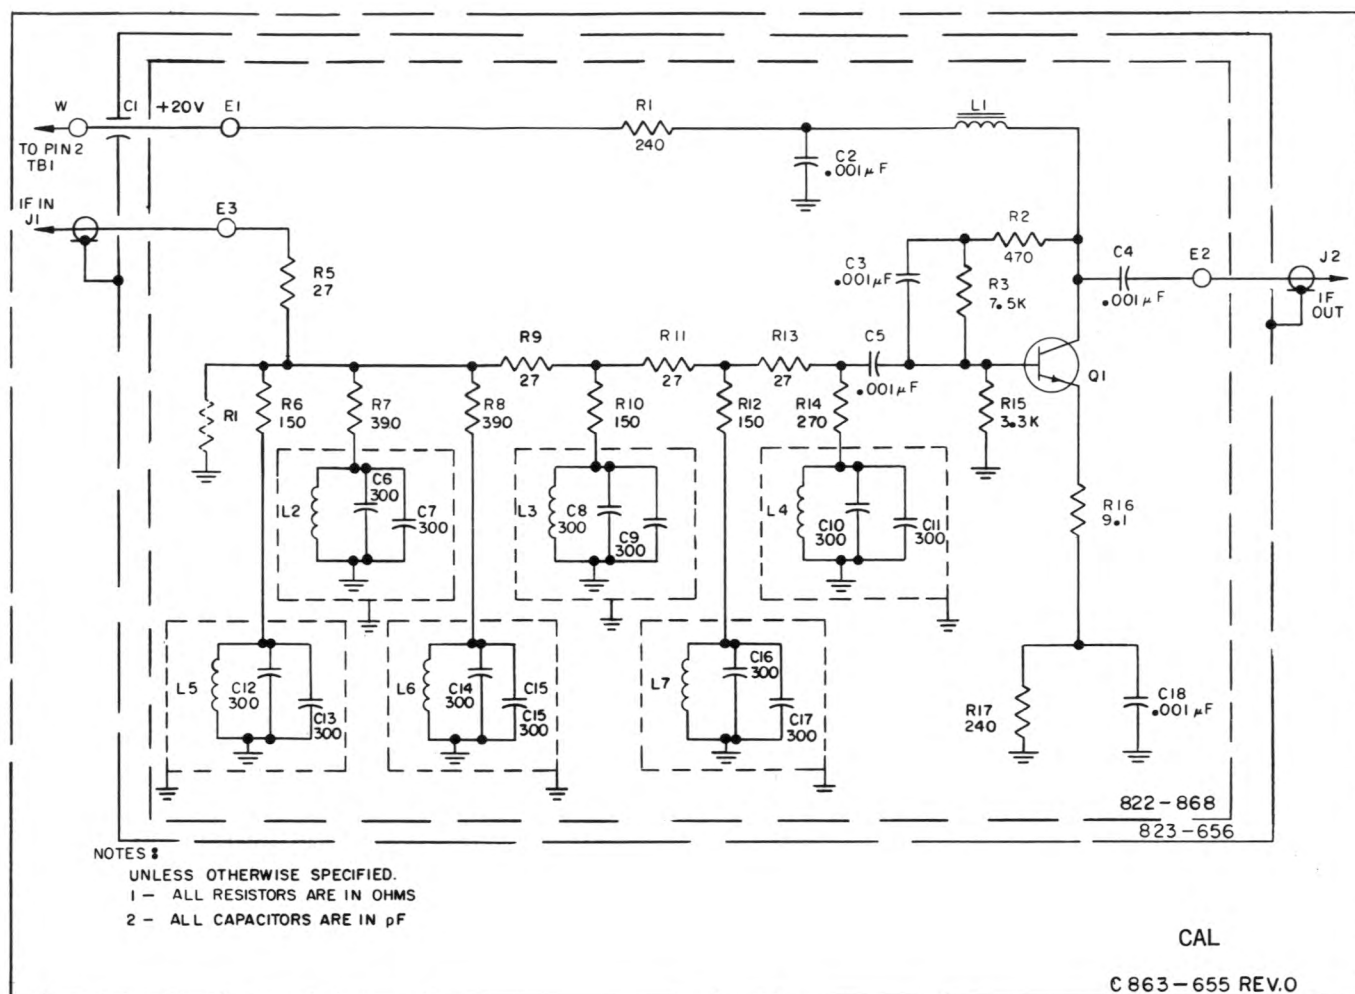 W
C1
+20V
E1
R1
240
L1
TO PIN 2
TB1
C2
.001µF
IF IN
J1
E3
R5
27
R2
470
C3
.001µF
R3
7.5K
C4
.001µF
E2
J2
IF
OUT
R9
27
R11
27
R13
27
C5
.001µF
Q1
R1
R6
150
R7
390
R8
390
R10
150
R12
150
R14
270
R15
3.3K
L2
C6
300
C7
300
L3
C8
300
C9
300
L4
C10
300
C11
300
R16
9.1
L5
C12
300
C13
300
L6
C14
300
C15
C15
300
L7
C16
300
C17
300
R17
240
C18
.001µF
822-868
823-656
NOTES:
UNLESS OTHERWISE SPECIFIED.
1 - ALL RESISTORS ARE IN OHMS
2 - ALL CAPACITORS ARE IN pF
CAL
C 863-655 REV.0